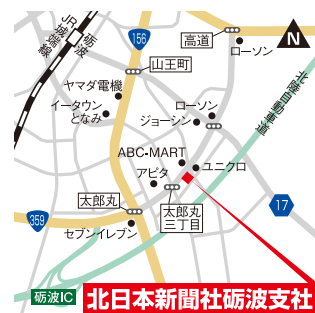 砺波
JR城端線
156
高道
ローソン
N
山王町
ヤマダ電機
イータウン
となみ
ローソン
ジョーシン
北陸自動車道
ABC-MART
ユニクロ
アピタ
太郎丸
太郎丸
三丁目
17
359
セブンイレブン
砺波IC
北日本新聞社砺波支社